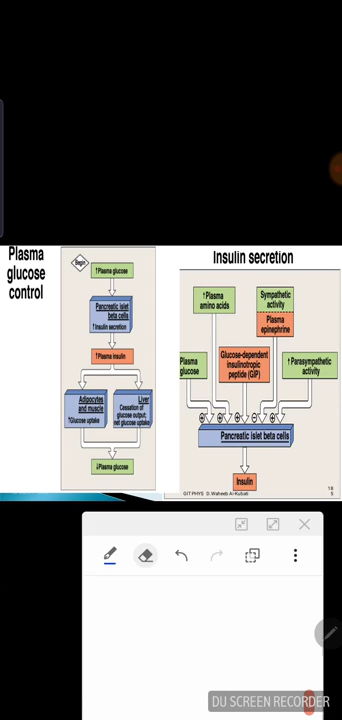 Plasma
glucose
control
Begin
↑Plasma glucose
Pancreatic islet
beta cells
↑Insulin secretion
↑Plasma insulin
Adipocytes
and muscle
↑Glucose uptake
Liver
Cessation of
glucose output;
net glucose uptake
↓Plasma glucose
Insulin secretion
↑Plasma
amino acids
Sympathetic
activity
Plasma
epinephrine
Plasma
glucose
Glucose-dependent
insulinotropic
peptide (GIP)
↑Parasympathetic
activity
Pancreatic islet beta cells
Insulin
GIT PHYS D.Waheeb Al-Kubati
18
5
DU SCREEN RECORDER